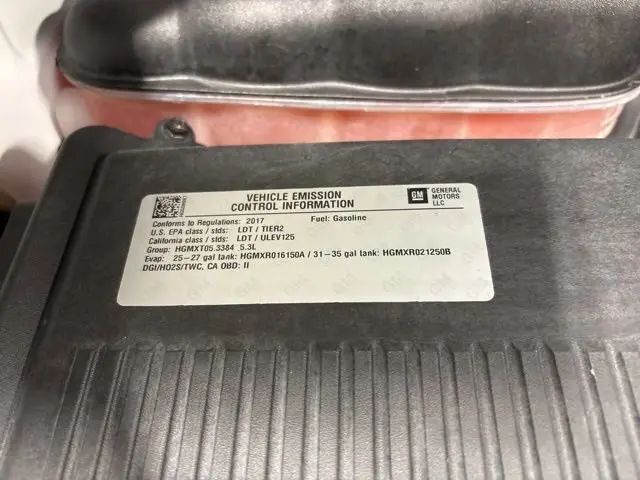 VEHICLE EMISSION
CONTROL INFORMATION
GM
GENERAL
MOTORS
LLC
Conforms to Regulations: 2017 Fuel: Gasoline
U.S. EPA class / stds: LDT / TIER2
California class / stds: LDT / ULEV125
Group: HGMXT05.3384 5.3L
Evap: 25-27 gal tank: HGMXR016150A / 31-35 gal tank: HGMXR021250B
DGI/HO2S/TWC, CA OBD: II